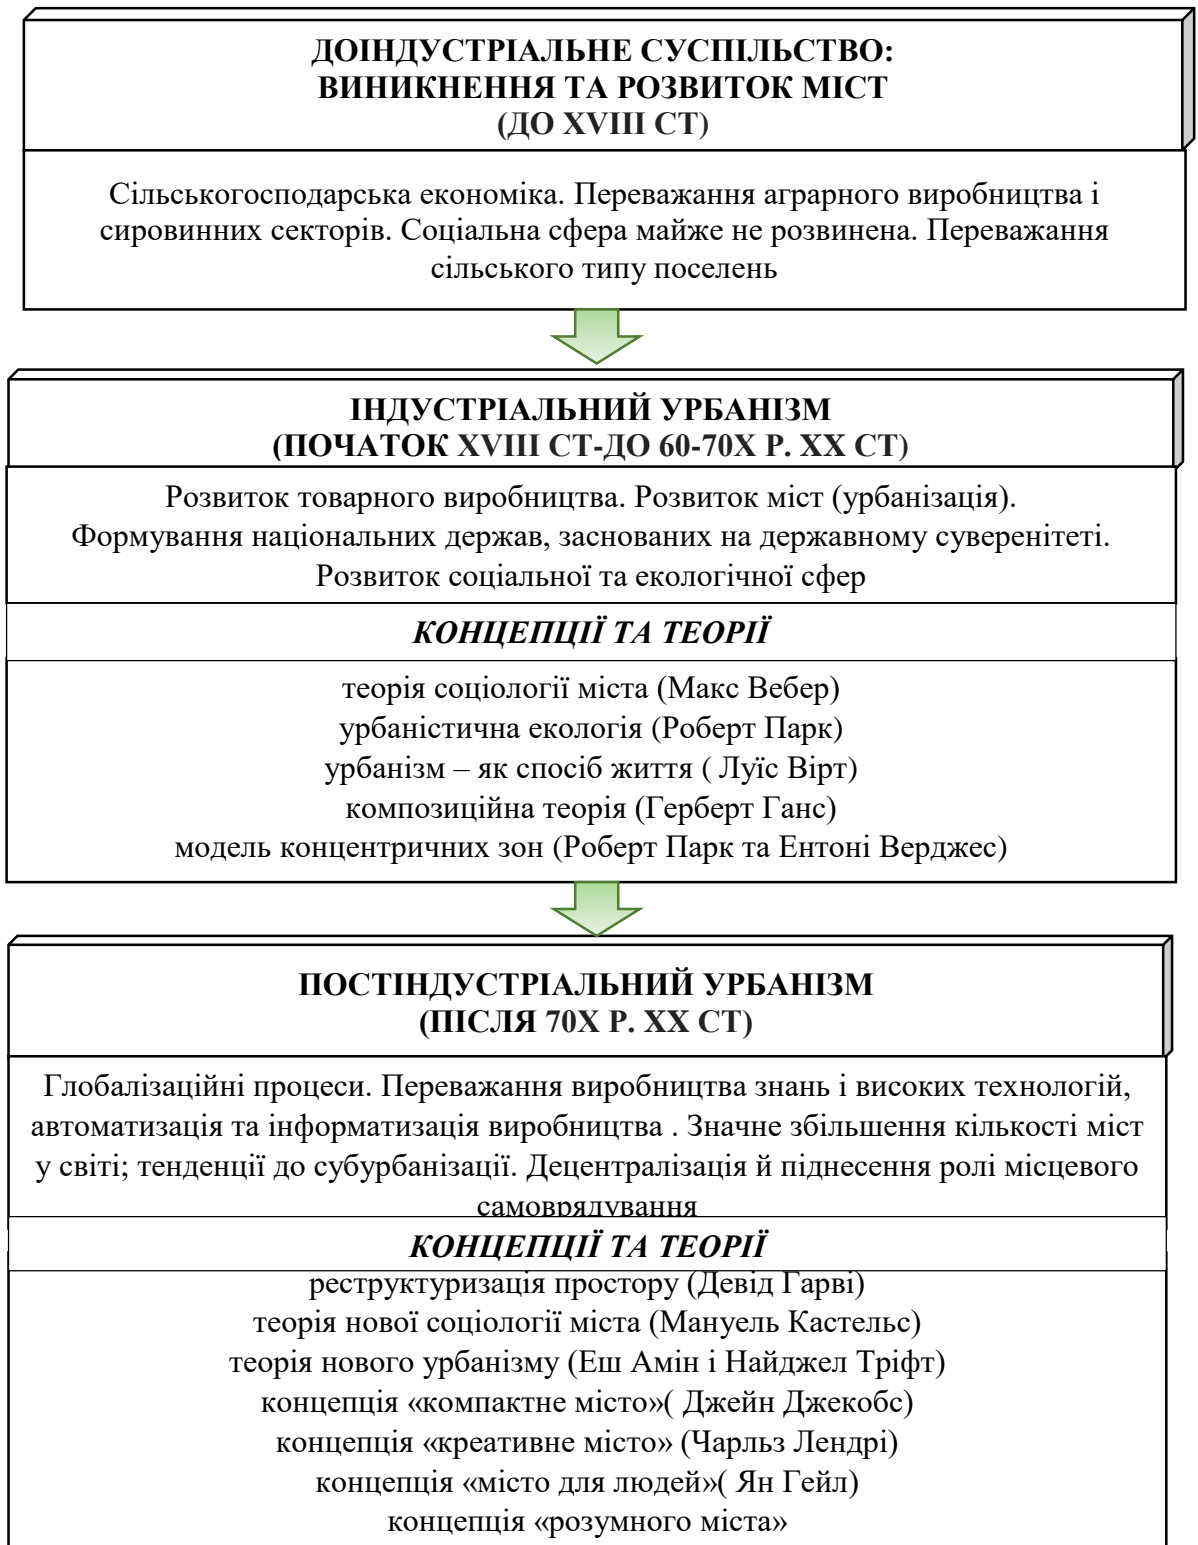 ДОІНДУСТРІАЛЬНЕ СУСПІЛЬСТВО:
ВИНИКНЕННЯ ТА РОЗВИТОК МІСТ
(ДО XVIII СТ)
Сільськогосподарська економіка. Переважання аграрного виробництва і
сировинних секторів. Соціальна сфера майже не розвинена. Переважання
сільського типу поселень
ІНДУСТРІАЛЬНИЙ УРБАНІЗМ
(ПОЧАТОК XVIII СТ-ДО 60-70Х Р. ХХ СТ)
Розвиток товарного виробництва. Розвиток міст (урбанізація).
Формування національних держав, заснованих на державному суверенітеті.
Розвиток соціальної та екологічної сфер
КОНЦЕПЦІЇ ТА ТЕОРІЇ
теорія соціології міста (Макс Вебер)
урбаністична екологія (Роберт Парк)
урбанізм – як спосіб життя ( Луїс Вірт)
композиційна теорія (Герберт Ганс)
модель концентричних зон (Роберт Парк та Ентоні Верджес)
ПОСТІНДУСТРІАЛЬНИЙ УРБАНІЗМ
(ПІСЛЯ 70Х Р. ХХ СТ)
Глобалізаційні процеси. Переважання виробництва знань і високих технологій,
автоматизація та інформатизація виробництва . Значне збільшення кількості міст
у світі; тенденції до субурбанізації. Децентралізація й піднесення ролі місцевого
самоврядування
КОНЦЕПЦІЇ ТА ТЕОРІЇ
реструктуризація простору (Девід Гарві)
теорія нової соціології міста (Мануель Кастельс)
теорія нового урбанізму (Еш Амін і Найджел Тріфт)
концепція «компактне місто»( Джейн Джекобс)
концепція «креативне місто» (Чарльз Лендрі)
концепція «місто для людей»( Ян Гейл)
концепція «розумного міста»